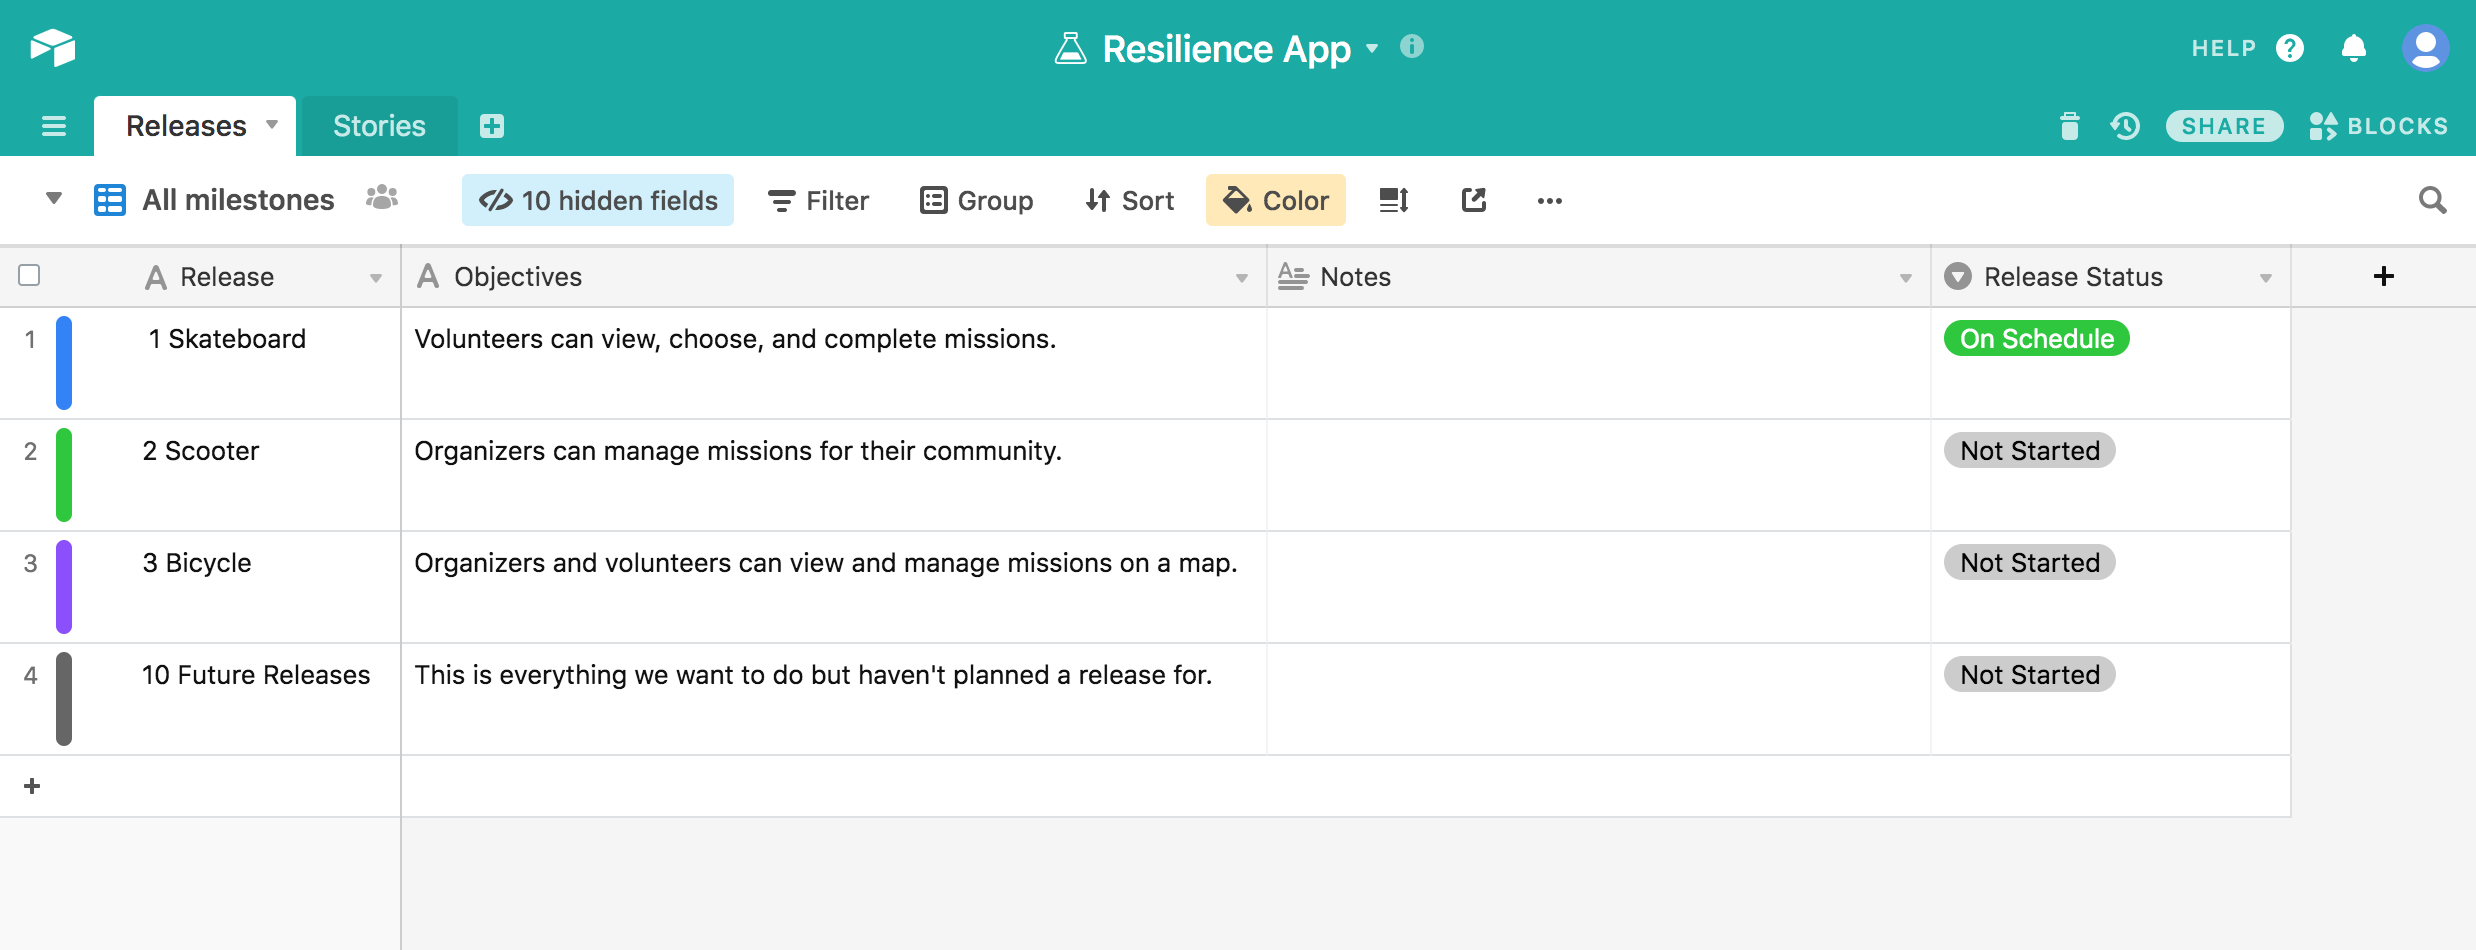 Resilience App
HELP
Releases
Stories
SHARE
BLOCKS
All milestones
10 hidden fields
Filter
Group
Sort
Color
Release
Objectives
Notes
Release Status
1
1 Skateboard
Volunteers can view, choose, and complete missions.
On Schedule
2
2 Scooter
Organizers can manage missions for their community.
Not Started
3
3 Bicycle
Organizers and volunteers can view and manage missions on a map.
Not Started
4
10 Future Releases
This is everything we want to do but haven't planned a release for.
Not Started